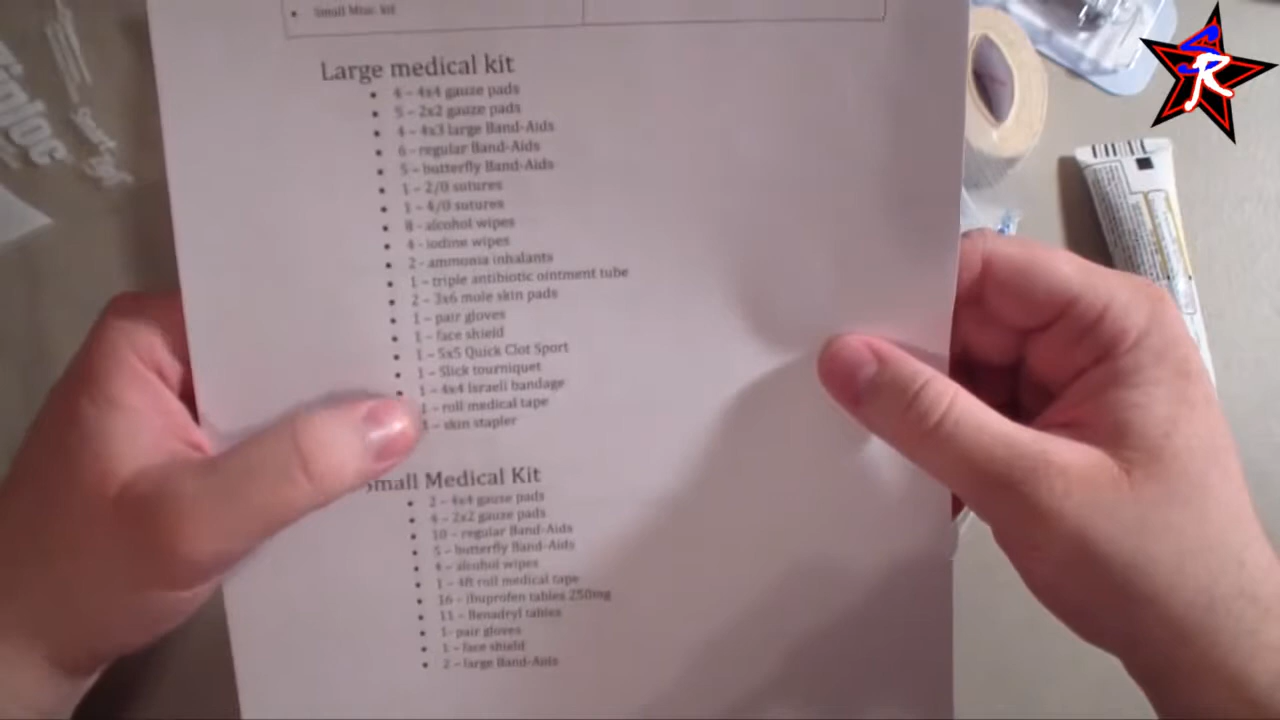 Small Misc kit
Large medical kit
4 – 4x4 gauze pads
5 – 2x2 gauze pads
4 – 4x3 large Band-Aids
6 – regular Band-Aids
5 – butterfly Band-Aids
1 – 2/0 sutures
1 – 4/0 sutures
8 – alcohol wipes
4 - iodine wipes
2 - ammonia inhalants
1 – triple antibiotic ointment tube
2 – 3x6 mole skin pads
1 – pair gloves
1 – face shield
1 – 5x5 Quick Clot Sport
1 – Slick tourniquet
1 – 4x4 Israeli bandage
1 – roll medical tape
1 – skin stapler
Small Medical Kit
2 – 4x4 gauze pads
4 – 2x2 gauze pads
10 – regular Band-Aids
5 – butterfly Band-Aids
4 – alcohol wipes
1 – 4ft roll medical tape
16 – ibuprofen tables 250mg
11 – Benadryl tables
1- pair gloves
1 – face shield
2 – large Band-Aids
SR